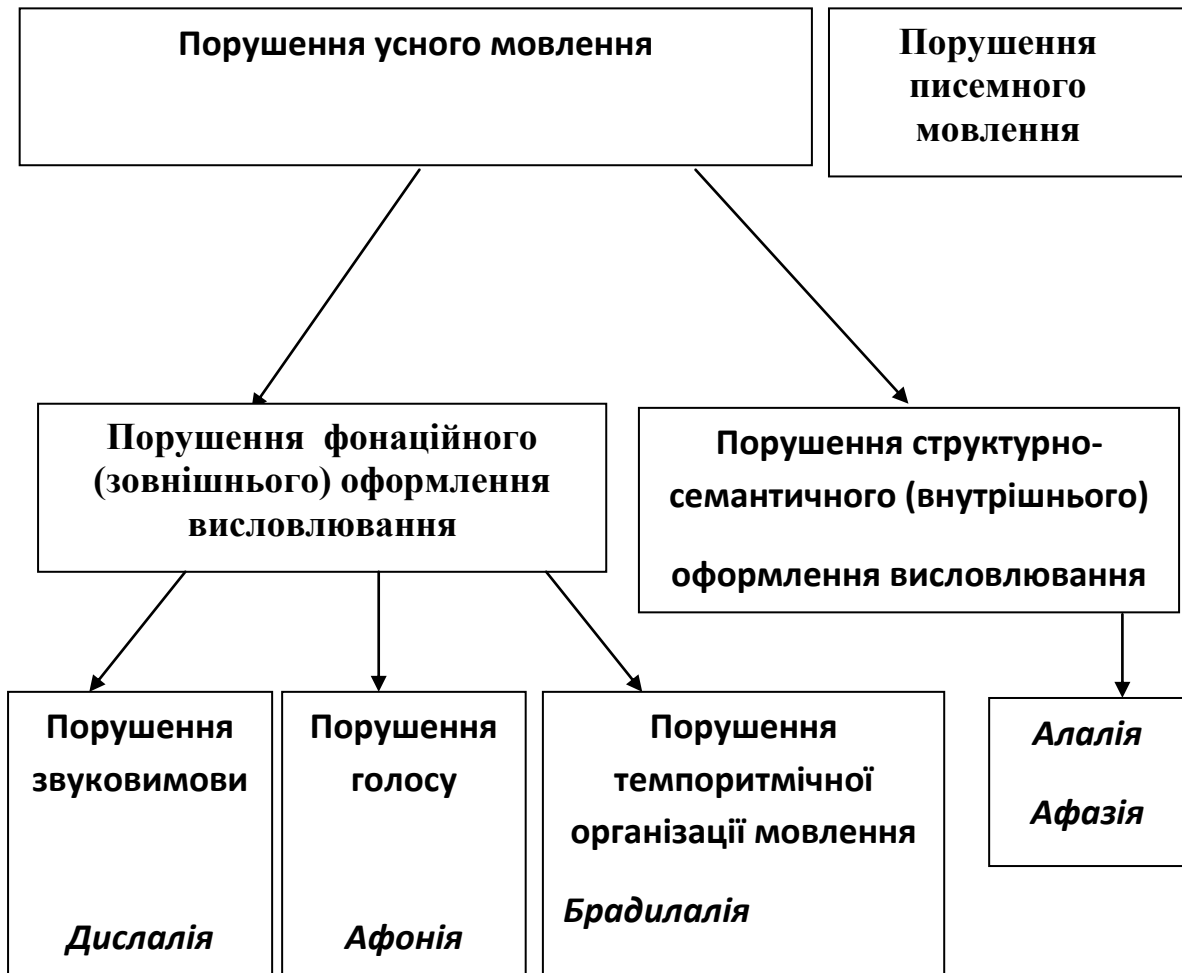 Порушення усного мовлення
Порушення
писемного
мовлення
Порушення фонаційного
(зовнішнього) оформлення
висловлювання
Порушення структурно-
семантичного (внутрішнього)
оформлення висловлювання
Порушення
звуковимови
Дислалія
Порушення
голосу
Афонія
Порушення
темпоритмічної
організації мовлення
Брадилалія
Алалія
Афазія